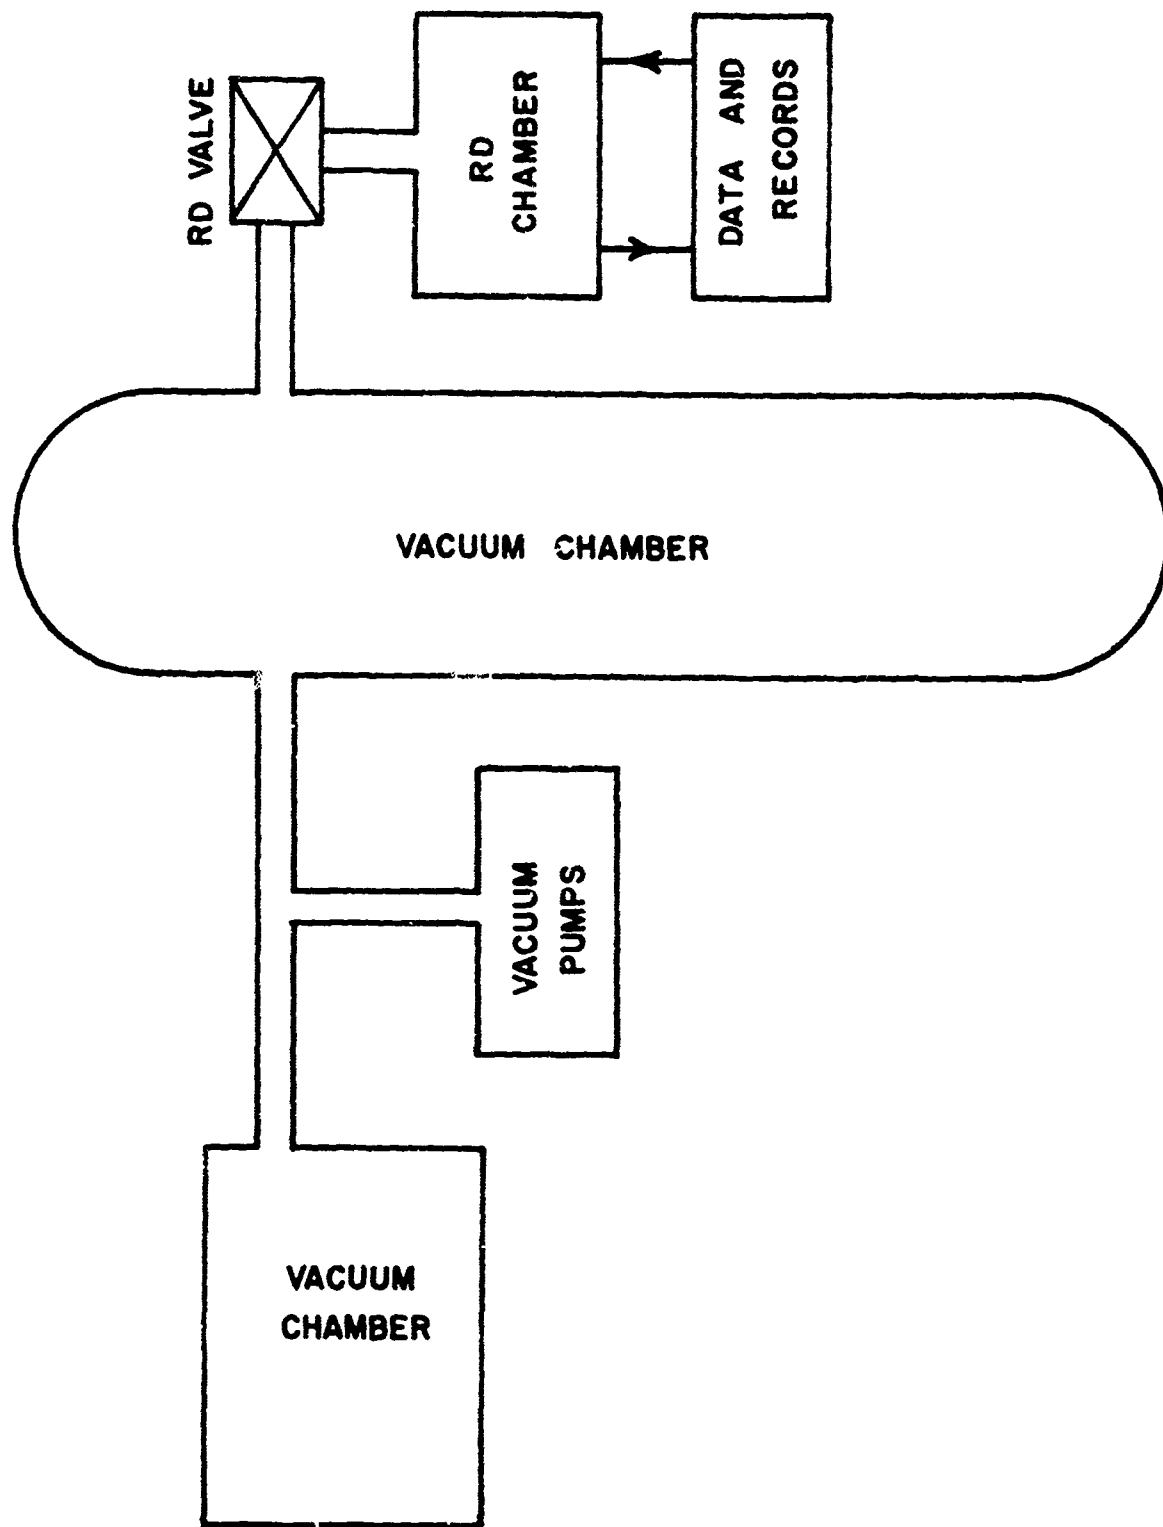 RD VALVE
RD
CHAMBER
DATA AND
RECORDS
VACUUM CHAMBER
VACUUM
PUMPS
VACUUM
CHAMBER